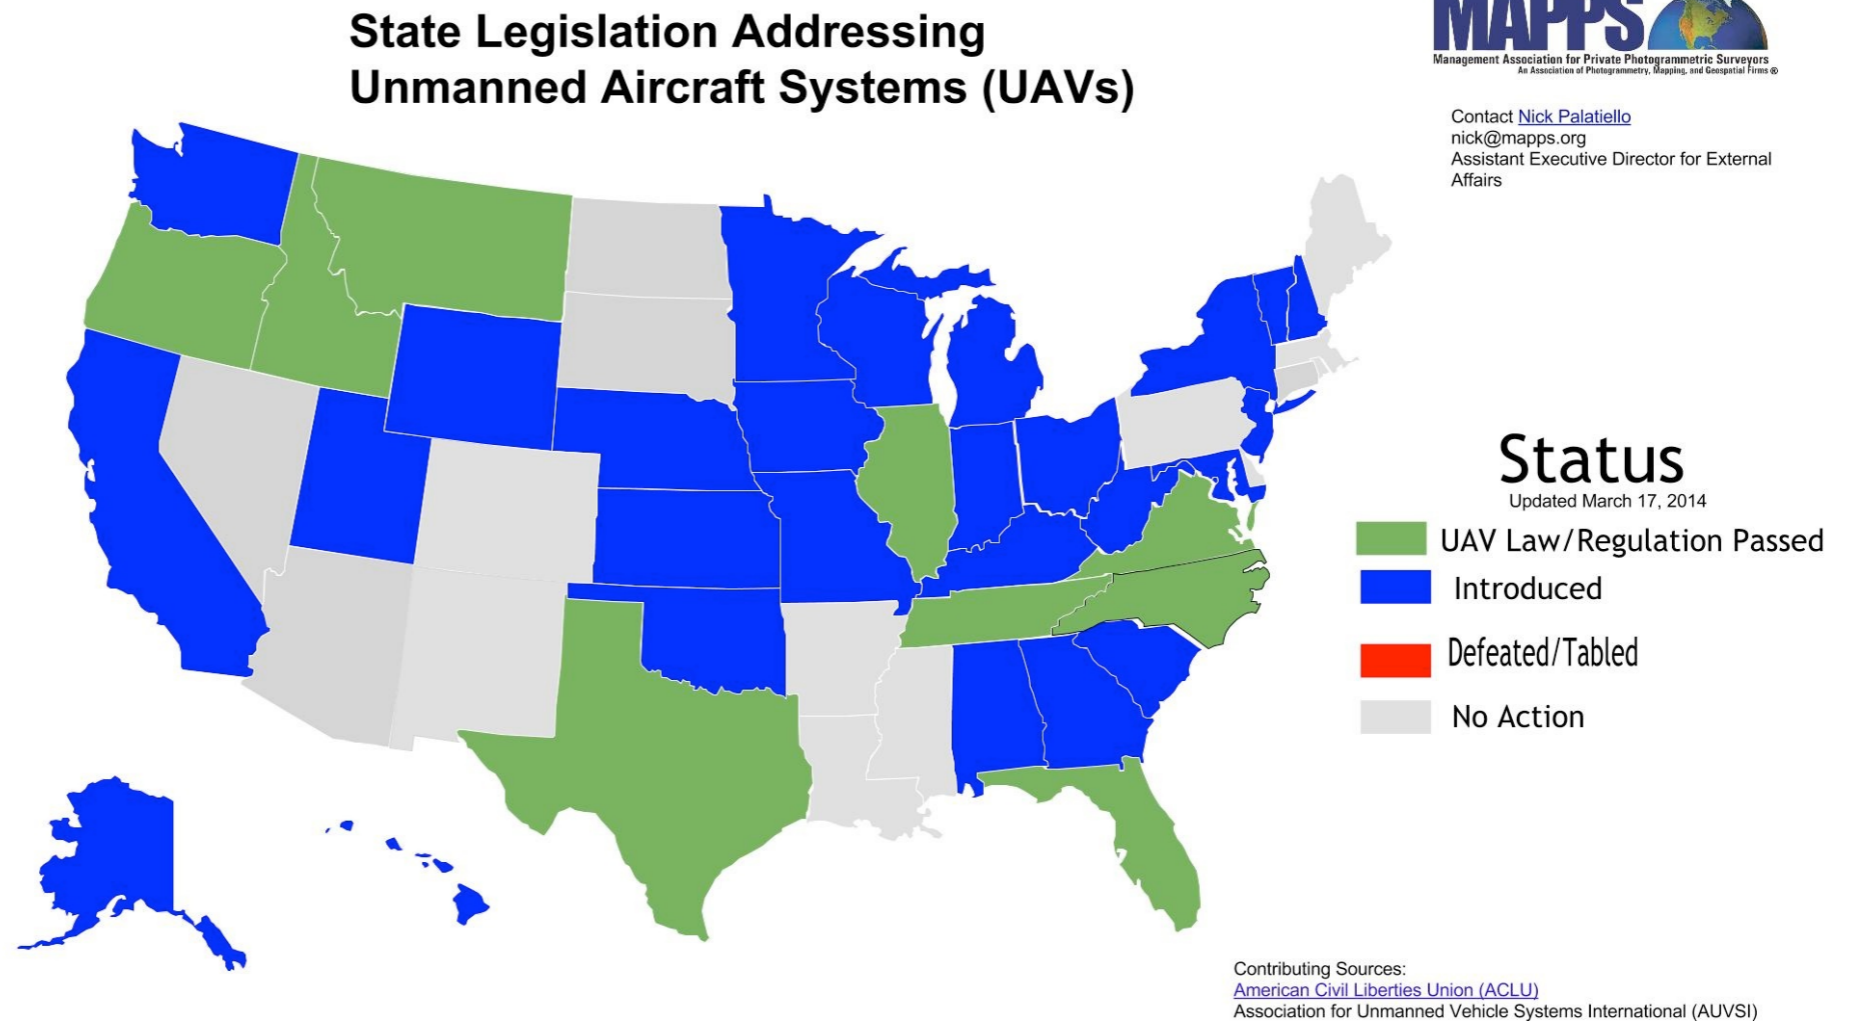 State Legislation Addressing
Unmanned Aircraft Systems (UAVs)
MAPPS
Management Association for Private Photogrammetric Surveyors
An Association of Photogrammetry, Mapping, and Geospatial Firms ®
Contact Nick Palatiello
nick@mapps.org
Assistant Executive Director for External
Affairs
Status
Updated March 17, 2014
UAV Law/Regulation Passed
Introduced
Defeated/Tabled
No Action
Contributing Sources:
American Civil Liberties Union (ACLU)
Association for Unmanned Vehicle Systems International (AUVSI)